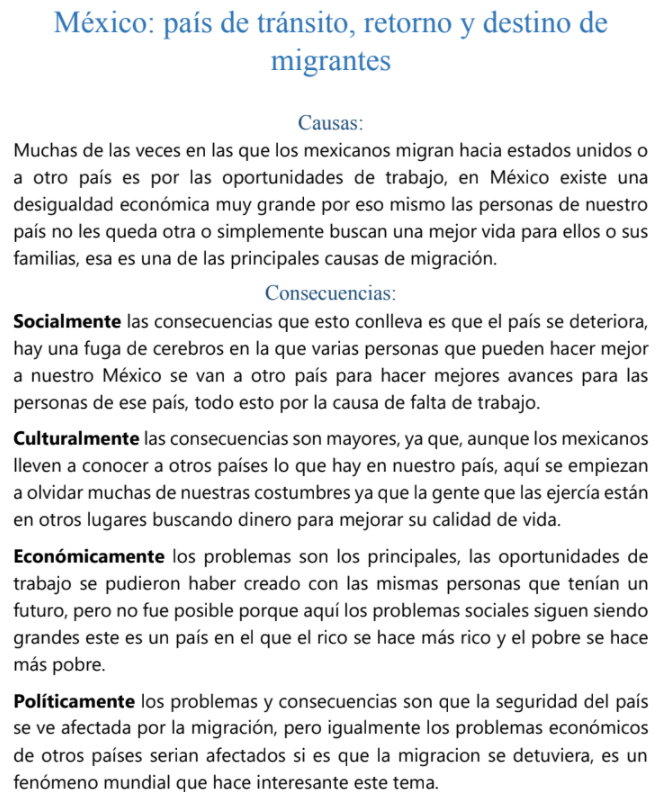 México: país de tránsito, retorno y destino de
migrantes
Causas:
Muchas de las veces en las que los mexicanos migran hacia estados unidos o
a otro país es por las oportunidades de trabajo, en México existe una
desigualdad económica muy grande por eso mismo las personas de nuestro
país no les queda otra o simplemente buscan una mejor vida para ellos o sus
familias, esa es una de las principales causas de migración.
Consecuencias:
Socialmente las consecuencias que esto conlleva es que el país se deteriora,
hay una fuga de cerebros en la que varias personas que pueden hacer mejor
a nuestro México se van a otro país para hacer mejores avances para las
personas de ese país, todo esto por la causa de falta de trabajo.
Culturalmente las consecuencias son mayores, ya que, aunque los mexicanos
lleven a conocer a otros países lo que hay en nuestro país, aquí se empiezan
a olvidar muchas de nuestras costumbres ya que la gente que las ejercía están
en otros lugares buscando dinero para mejorar su calidad de vida.
Económicamente los problemas son los principales, las oportunidades de
trabajo se pudieron haber creado con las mismas personas que tenían un
futuro, pero no fue posible porque aquí los problemas sociales siguen siendo
grandes este es un país en el que el rico se hace más rico y el pobre se hace
más pobre.
Políticamente los problemas y consecuencias son que la seguridad del país
se ve afectada por la migración, pero igualmente los problemas económicos
de otros países serian afectados si es que la migracion se detuviera, es un
fenómeno mundial que hace interesante este tema.